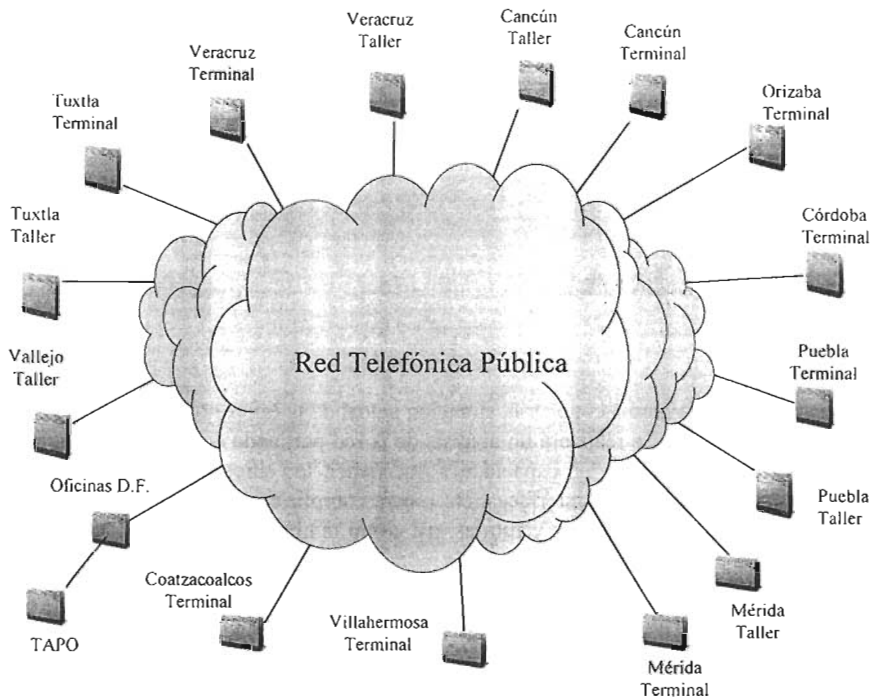 Veracruz
Taller
Cancún
Taller
Cancún
Terminal
Veracruz
Terminal
Orizaba
Terminal
Tuxtla
Terminal
Tuxtla
Taller
Córdoba
Terminal
Vallejo
Taller
Red Telefónica Pública
Puebla
Terminal
Oficinas D.F.
Puebla
Taller
Coatzacoalcos
Terminal
Villahermosa
Terminal
Mérida
Taller
TAPO
Mérida
Terminal